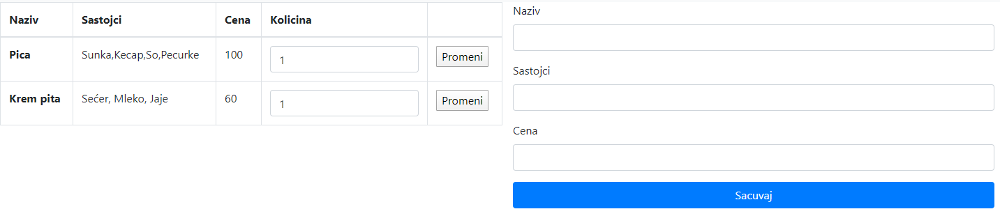 Naziv Sastojci Cena Kolicina
Pica Sunka,Kecap,So,Pecurke 100 1 Promeni
Krem pita Sećer, Mleko, Jaje 60 1 Promeni
Naziv
Sastojci
Cena
Sacuvaj